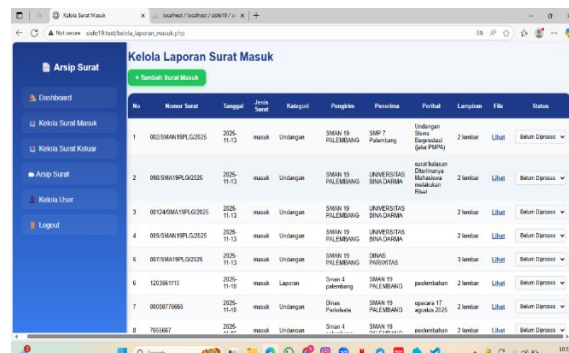 Kelola Surat Masuk
localhost / localhost / sisfo19 /
Not secure sisfo19.test/kelola_laporan_masuk.php
Arsip Surat
Dashboard
Kelola Surat Masuk
Kelola Surat Keluar
Arsip Surat
Kelola User
Logout
Kelola Laporan Surat Masuk
+ Tambah Surat Masuk
No Nomor Surat Tanggal Jenis Surat Kategori Pengirim Penerima Perihal Lampiran File Status
1 002/SMAN19PLG/2025 2025-11-13 masuk Undangan SMAN 19 PALEMBANG SMP 7 Palembang Undangan Siswa Berprestasi (jalur PMPA) 2 lembar Lihat Belum Diproses
2 098/SMA19PLG/2025 2025-11-13 masuk Undangan SMAN 19 PALEMBANG UNIVERSITAS BINA DARMA surat balasan Diterimanya Mahasiswa melakukan Riset 2 lembar Lihat Belum Diproses
3 00124/SMA19PLG/2025 2025-11-13 masuk Undangan SMAN 19 PALEMBANG UNIVERSITAS BINA DARMA 2 lembar Lihat Belum Diproses
4 009/SMAN19PLG/2025 2025-11-13 masuk Undangan SMAN 19 PALEMBANG UNIVERSITAS BINA DARMA 2 lembar Lihat Belum Diproses
5 007/SMA19PLG/2025 2025-11-13 masuk Undangan SMAN 19 PALEMBANG DINAS PARIWITAS 3 lembar Lihat Belum Diproses
6 1203661110 2025-11-10 masuk Laporan Sman 4 palembang SMAN 19 PALEMBANG peelombahan 2 lembar Lihat Belum Diproses
7 00000776655 2025-11-10 masuk Undangan Dinas Pariwisata SMAN 19 PALEMBANG upacara 17 agustus 2025 2 lembar Lihat Belum Diproses
8 7655667 2025- masuk Undangan Sman 4 SMAN 19 peelombahan 2 lembar Lihat Belum Diproses